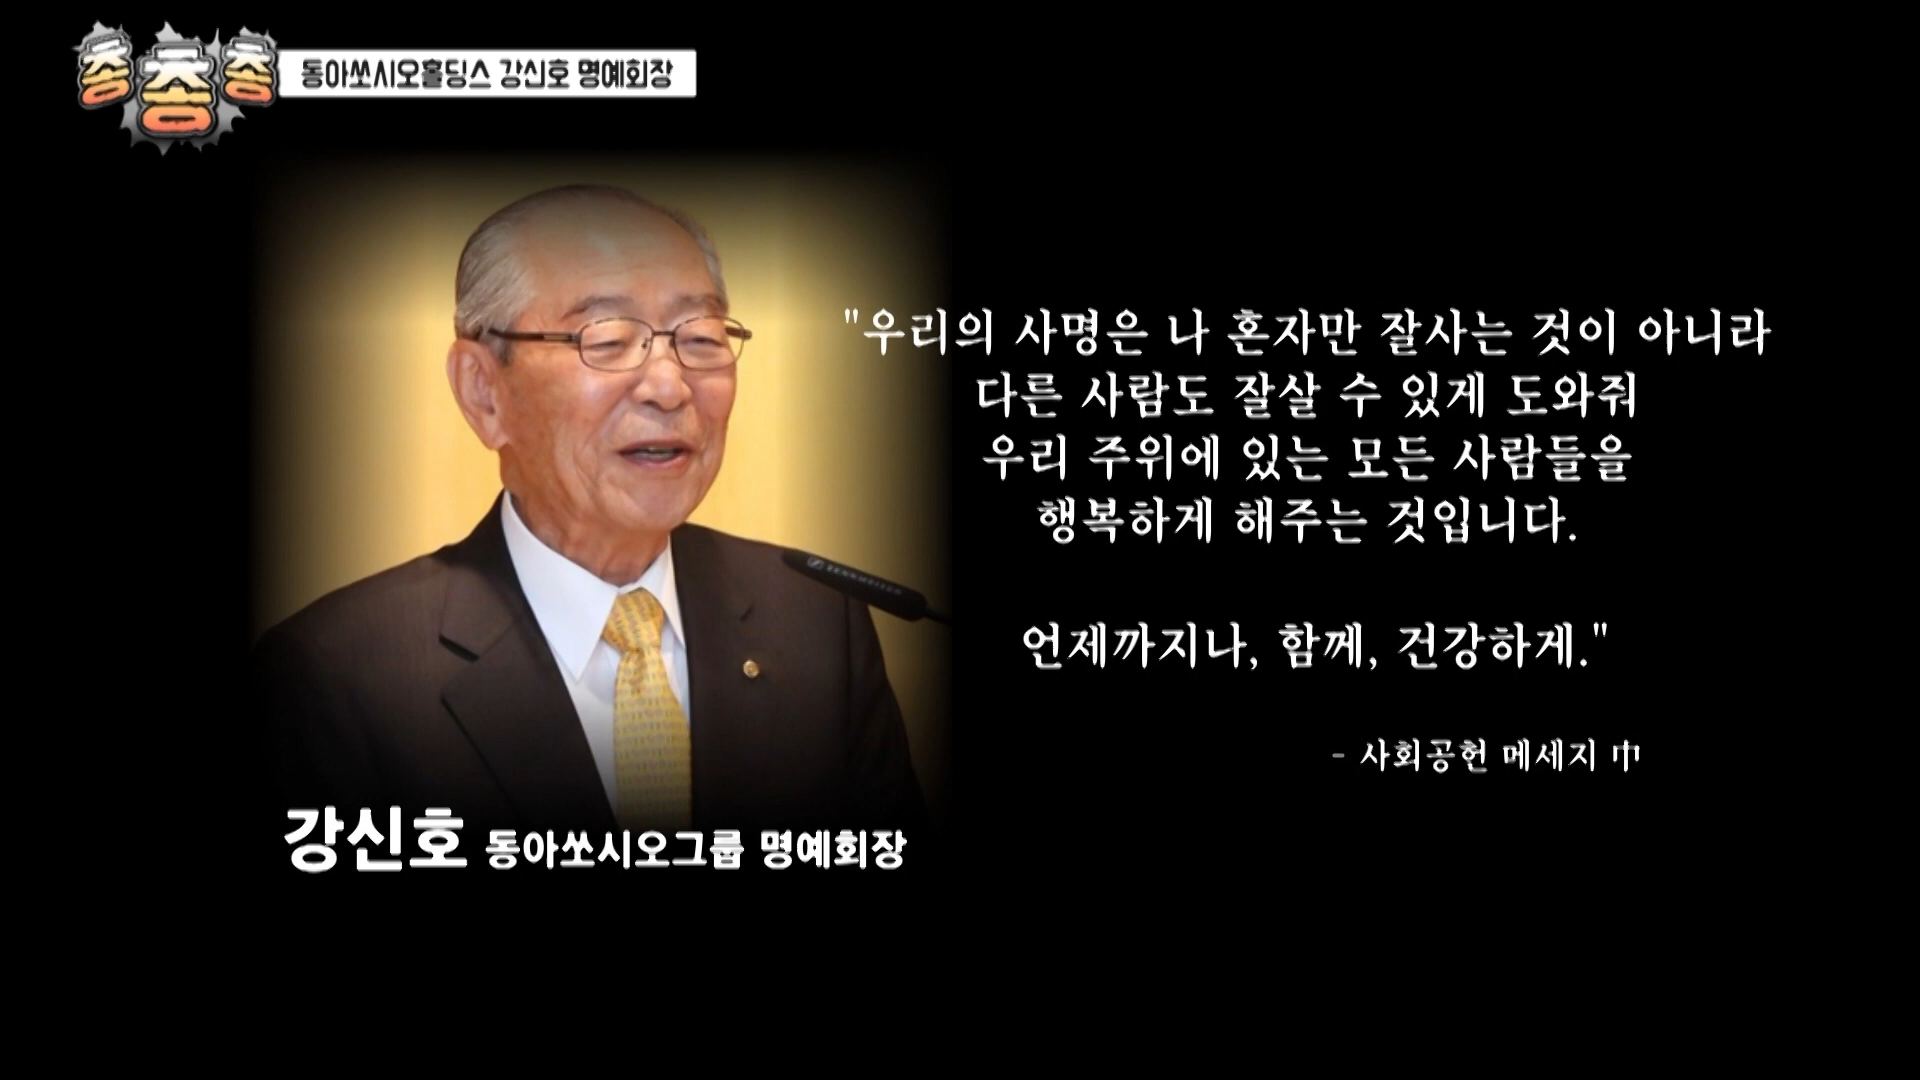 춍춍춍
동아쏘시오홀딩스 강신호 명예회장
"우리의 사명은 나 혼자만 잘사는 것이 아니라
다른 사람도 잘살 수 있게 도와줘
우리 주위에 있는 모든 사람들을
행복하게 해주는 것입니다.
언제까지나, 함께, 건강하게."
- 사회공헌 메세지 中
강신호 동아쏘시오그룹 명예회장
SENNHEISER